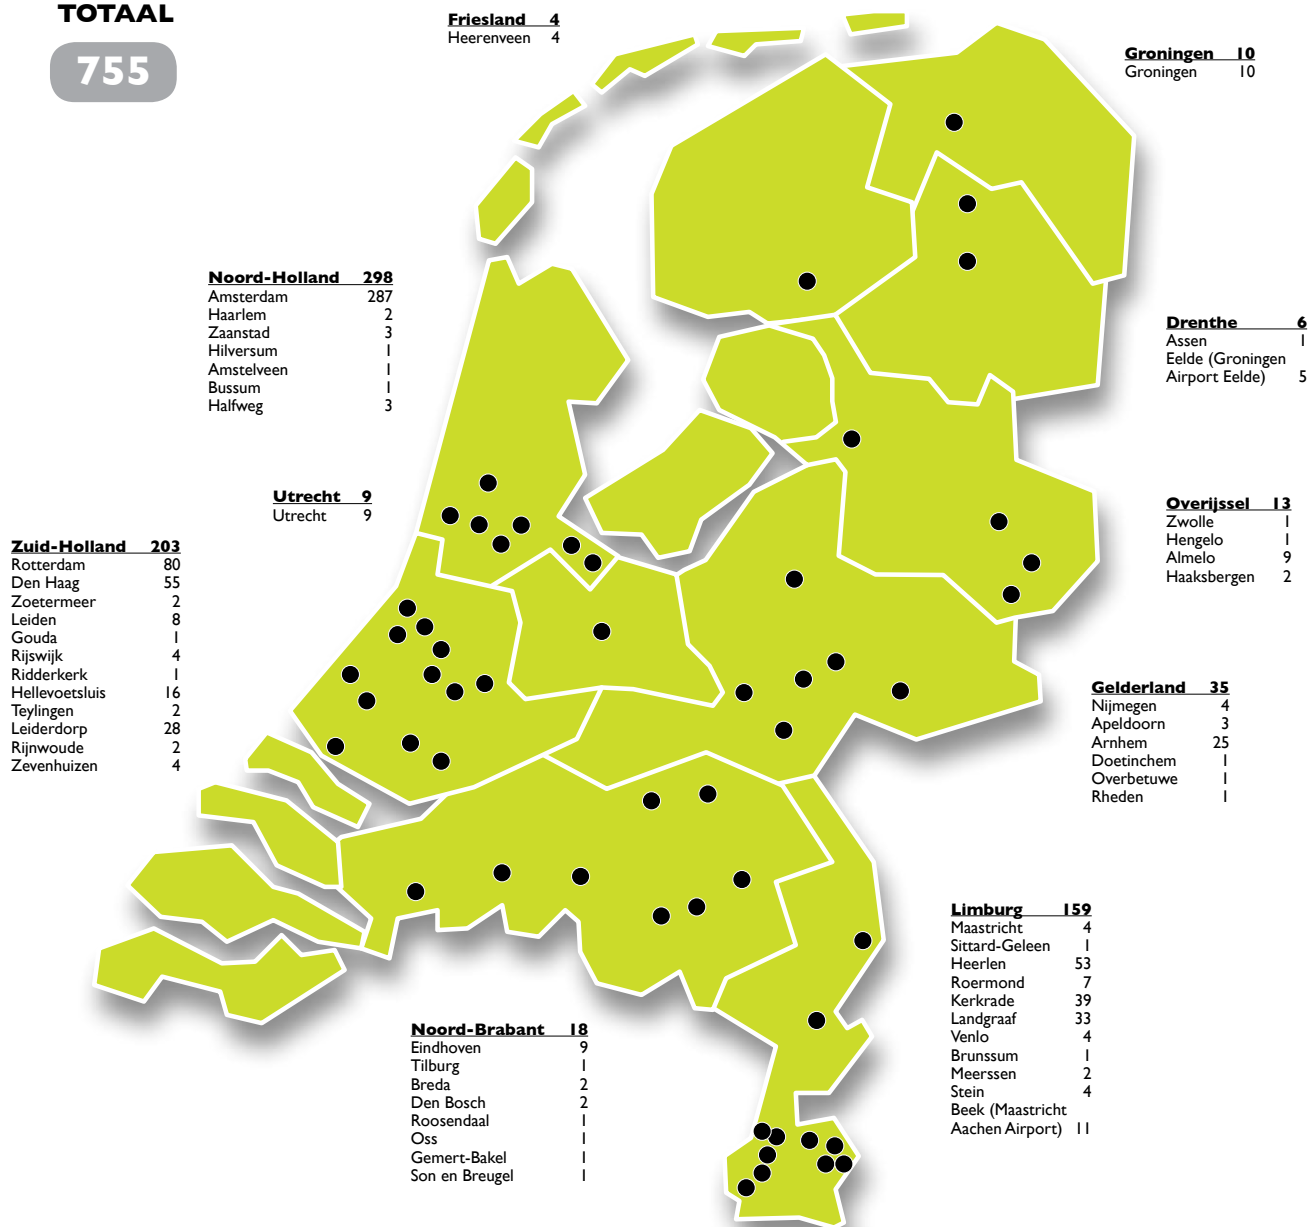 TOTAAL
755
Friesland 4
Heerenveen 4
Groningen 10
Groningen 10
Noord-Holland 298
Amsterdam 287
Haarlem 2
Zaanstad 3
Hilversum 1
Amstelveen 1
Bussum 1
Halfweg 3
Drenthe 6
Assen 1
Eelde (Groningen
Airport Eelde) 5
Utrecht 9
Utrecht 9
Overijssel 13
Zwolle 1
Hengelo 1
Almelo 9
Haaksbergen 2
Zuid-Holland 203
Rotterdam 80
Den Haag 55
Zoetermeer 2
Leiden 8
Gouda 1
Rijswijk 4
Ridderkerk 1
Hellevoetsluis 16
Teylingen 2
Leiderdorp 28
Rijnwoude 2
Zevenhuizen 4
Gelderland 35
Nijmegen 4
Apeldoorn 3
Arnhem 25
Doetinchem 1
Overbetuwe 1
Rheden 1
Limburg 159
Maastricht 4
Sittard-Geleen 1
Heerlen 53
Roermond 7
Kerkrade 39
Landgraaf 33
Venlo 4
Brunssum 1
Meerssen 2
Stein 4
Beek (Maastricht
Aachen Airport) 11
Noord-Brabant 18
Eindhoven 9
Tilburg 1
Breda 2
Den Bosch 2
Roosendaal 1
Oss 1
Gemert-Bakel 1
Son en Breugel 1